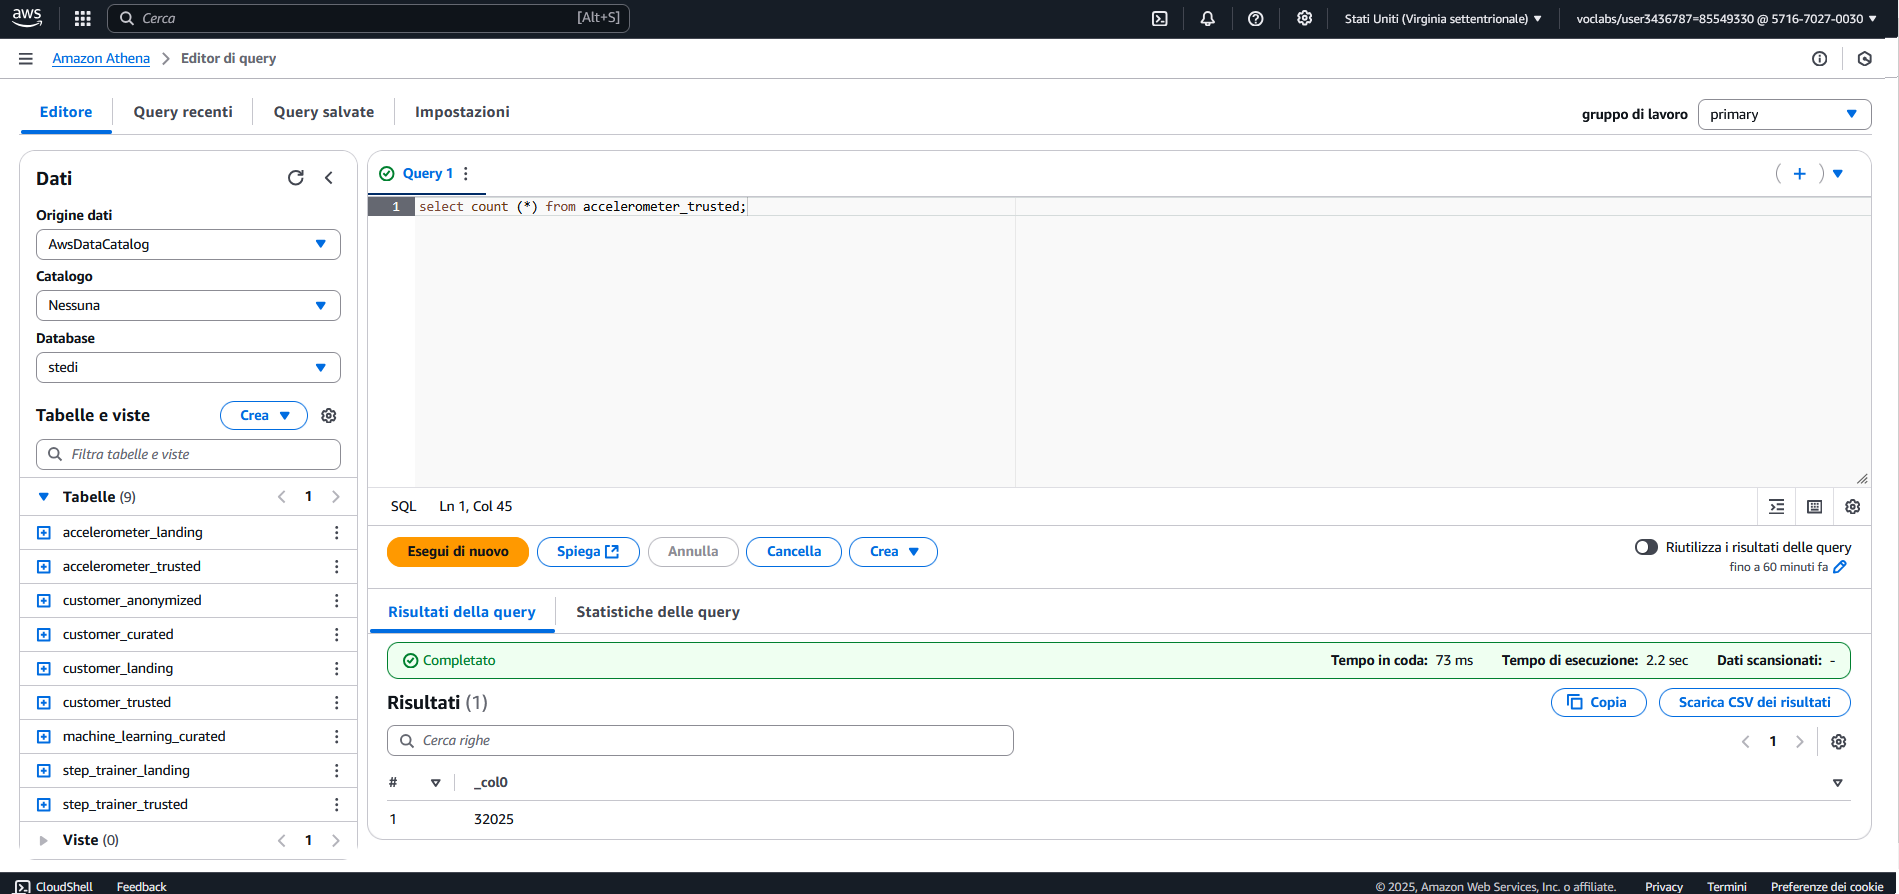 aws
Cerca [Alt+S]
Stati Uniti (Virginia settentrionale) voclabs/user3436787=85549330 @ 5716-7027-0030
Amazon Athena Editor di query
Editore Query recenti Query salvate Impostazioni
gruppo di lavoro primary
Dati
Origine dati
AwsDataCatalog
Catalogo
Nessuna
Database
stedi
Tabelle e viste Crea
Filtra tabelle e viste
Tabelle (9) 1
accelerometer_landing
accelerometer_trusted
customer_anonymized
customer_curated
customer_landing
customer_trusted
machine_learning_curated
step_trainer_landing
step_trainer_trusted
Viste (0) 1
Query 1
1 select count (*) from accelerometer_trusted;
SQL Ln 1, Col 45
Esegui di nuovo Spiega Annulla Cancella Crea
Riutilizza i risultati delle query
fino a 60 minuti fa
Risultati della query Statistiche delle query
Completato Tempo in coda: 73 ms Tempo di esecuzione: 2.2 sec Dati scansionati: -
Risultati (1) Copia Scarica CSV dei risultati
Cerca righe 1
# _col0
1 32025
CloudShell Feedback © 2025, Amazon Web Services, Inc. o affiliate. Privacy Termini Preferenze dei cookie